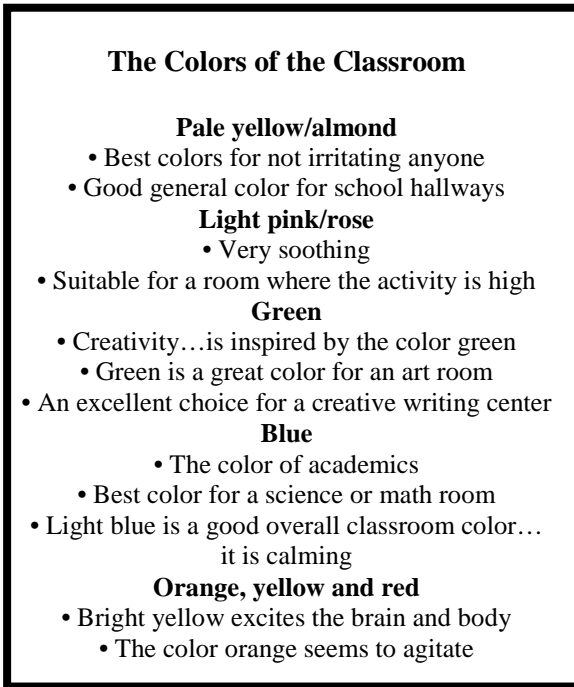 The Colors of the Classroom
Pale yellow/almond
• Best colors for not irritating anyone
• Good general color for school hallways
Light pink/rose
• Very soothing
• Suitable for a room where the activity is high
Green
• Creativity…is inspired by the color green
• Green is a great color for an art room
• An excellent choice for a creative writing center
Blue
• The color of academics
• Best color for a science or math room
• Light blue is a good overall classroom color…
it is calming
Orange, yellow and red
• Bright yellow excites the brain and body
• The color orange seems to agitate